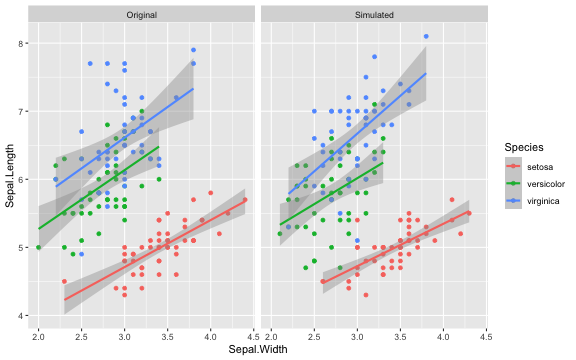 Original
Simulated
8
7
6
5
4
Sepal.Length
2.0
2.5
3.0
3.5
4.0
4.5
2.0
2.5
3.0
3.5
4.0
4.5
Sepal.Width
Species
setosa
versicolor
virginica